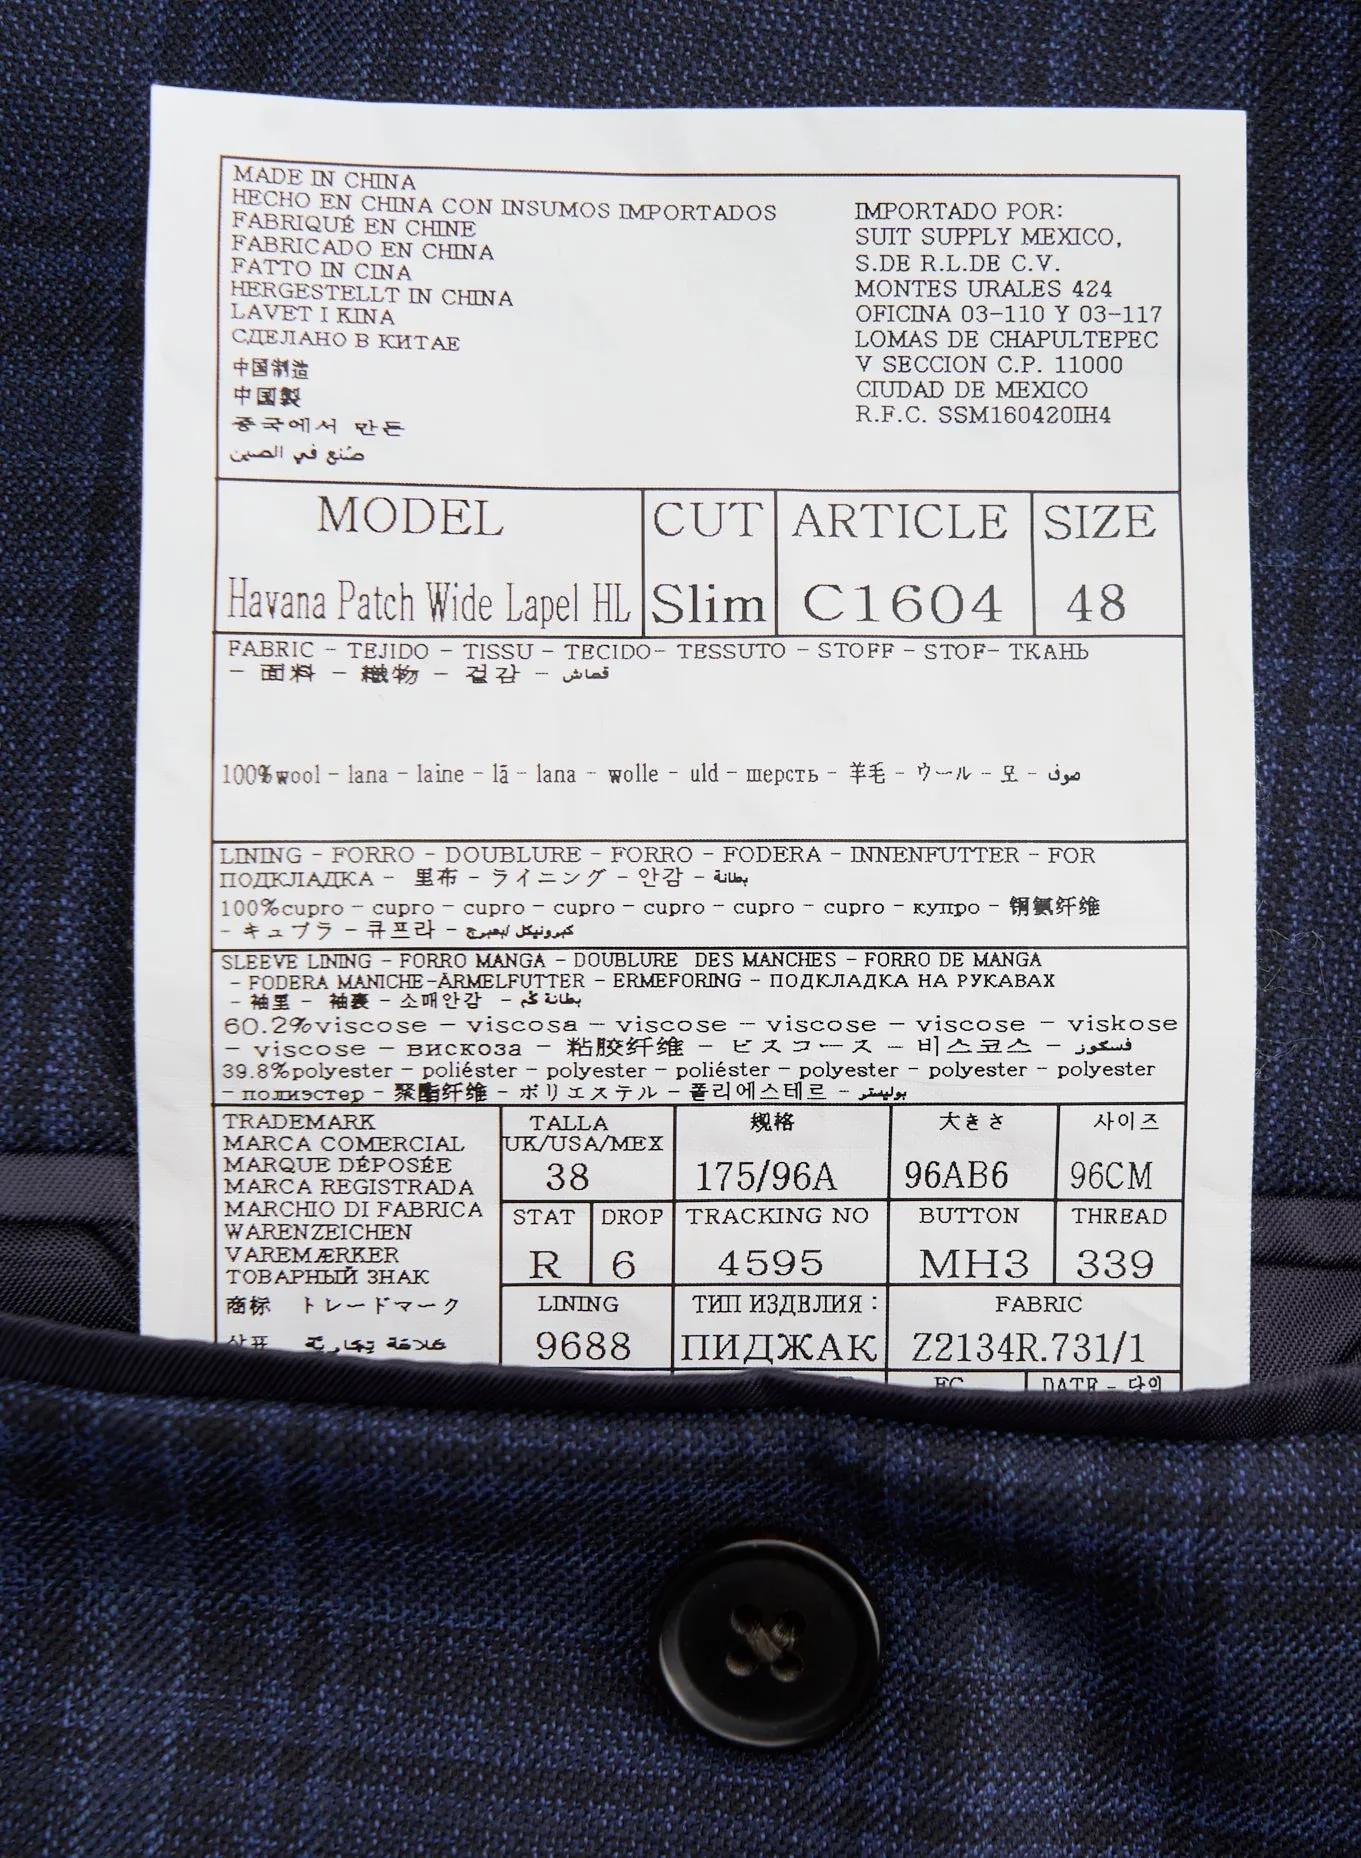 MADE IN CHINA
HECHO EN CHINA CON INSUMOS IMPORTADOS
FABRIQUÉ EN CHINE
FABRICADO EN CHINA
FATTO IN CINA
HERGESTELLT IN CHINA
LAVET I KINA
СДЕЛАНО В КИТАЕ
中国制造
中國製
중국에서 만든
صُنع في الصين
IMPORTADO POR:
SUIT SUPPLY MEXICO,
S.DE R.L.DE C.V.
MONTES URALES 424
OFICINA 03-110 Y 03-117
LOMAS DE CHAPULTEPEC
V SECCION C.P. 11000
CIUDAD DE MEXICO
R.F.C. SSM160420IH4
MODEL CUT ARTICLE SIZE
Havana Patch Wide Lapel HL Slim C1604 48
FABRIC - TEJIDO - TISSU - TECIDO- TESSUTO - STOFF - STOF- ТКАНЬ
- 面料 - 織物 - 겉감 - قماش
100%wool - lana - laine - lã - lana - wolle - uld - шерсть - 羊毛 - ウール - 모 - صوف
LINING - FORRO - DOUBLURE - FORRO - FODERA - INNENFUTTER - FOR
ПОДКЛАДКА - 里布 - ライニング - 안감 - بطانة
100%cupro - cupro - cupro - cupro - cupro - cupro - cupro - купро - 铜氨纤维
- キュプラ - 큐프라 -
SLEEVE LINING - FORRO MANGA - DOUBLURE DES MANCHES - FORRO DE MANGA
- FODERA MANICHE-ÄRMELFUTTER - ERMEFORING - ПОДКЛАДКА НА РУКАВАХ
- 袖里 - 袖裏 - 소매안감 - بطانة كم
60.2%viscose - viscosa - viscose - viscose - viscose - viskose
- viscose - вискоза - 粘胶纤维 - ビスコース - 비스코스 - فسكوز
39.8%polyester - poliéster - polyester - poliéster - polyester - polyester - polyester
- полиэстер - 聚酯纤维 - ポリエステル - 폴리에스테르 - بوليستر
TRADEMARK
MARCA COMERCIAL
MARQUE DÉPOSÉE
MARCA REGISTRADA
MARCHIO DI FABRICA
WARENZEICHEN
VAREMÆRKER
ТОВАРНЫЙ ЗНАК
商标 トレードマーク
상표 علامة تجارية
TALLA
UK/USA/MEX
38
规格
175/96A
大きさ
96AB6
사이즈
96CM
STAT DROP TRACKING NO BUTTON THREAD
R 6 4595 MH3 339
LINING ТИП ИЗДЕЛИЯ: FABRIC
9688 ПИДЖАК Z2134R.731/1
DATE - 단위